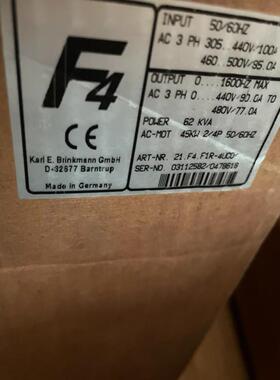 F4
CE
Karl E. Brinkmann GmbH
D-32677 Barntrup
Made in Germany
INPUT 50/60HZ
AC 3 PH 305...440V/100A
460...500V/95.0A
OUTPUT 0....1600HZ MAX
AC 3 PH 0...440V/90.0A TO
480V/77.0A
POWER 62 KVA
AC-MOT 45KW 2/4P 50/60HZ
ART-NR. 21.F4.F1R-4UC0/
SER-NO. 03112582/0478618